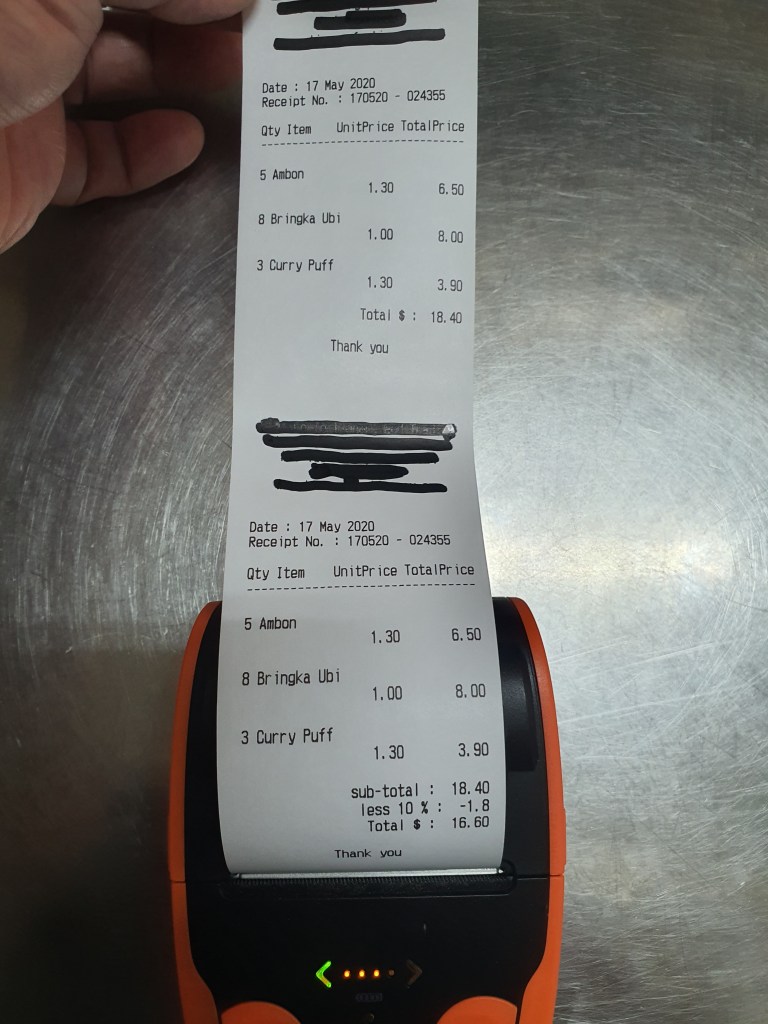 Date : 17 May 2020
Receipt No. : 170520 - 024355
Qty Item UnitPrice TotalPrice
--------------------------------
5 Ambon
1.30 6.50
8 Bringka Ubi
1.00 8.00
3 Curry Puff
1.30 3.90
Total $ : 18.40
Thank you
Date : 17 May 2020
Receipt No. : 170520 - 024355
Qty Item UnitPrice TotalPrice
--------------------------------
5 Ambon
1.30 6.50
8 Bringka Ubi
1.00 8.00
3 Curry Puff
1.30 3.90
sub-total : 18.40
less 10 % : -1.8
Total $ : 16.60
Thank you